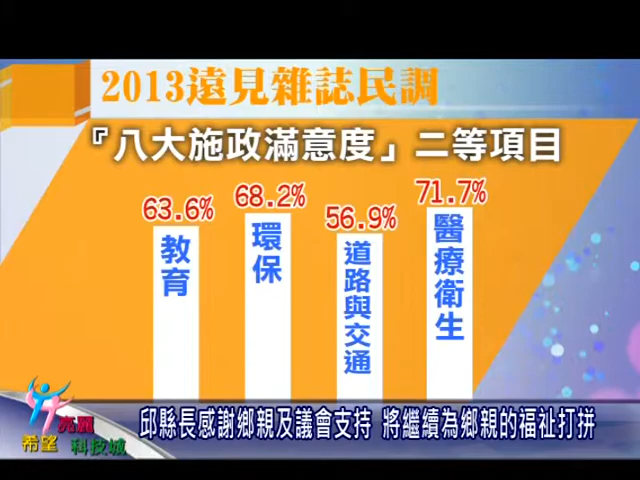 2013遠見雜誌民調
『八大施政滿意度』二等項目
63.6%
68.2%
56.9%
71.7%
教育
環保
道路與交通
醫療衛生
邱縣長感謝鄉親及議會支持 將繼續為鄉親的福祉打拼
亮麗
希望 科技城